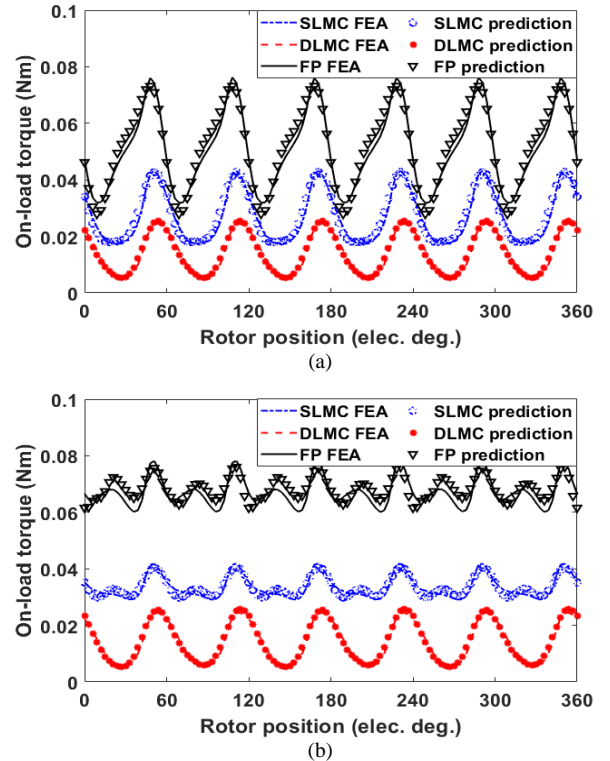 0.1
0.08
0.06
0.04
0.02
0
On-load torque (Nm)
SLMC FEA
DLMC FEA
FP FEA
SLMC prediction
DLMC prediction
FP prediction
0 60 120 180 240 300 360
Rotor position (elec. deg.)
(a)
0.1
0.08
0.06
0.04
0.02
0
On-load torque (Nm)
SLMC FEA
DLMC FEA
FP FEA
SLMC prediction
DLMC prediction
FP prediction
0 60 120 180 240 300 360
Rotor position (elec. deg.)
(b)